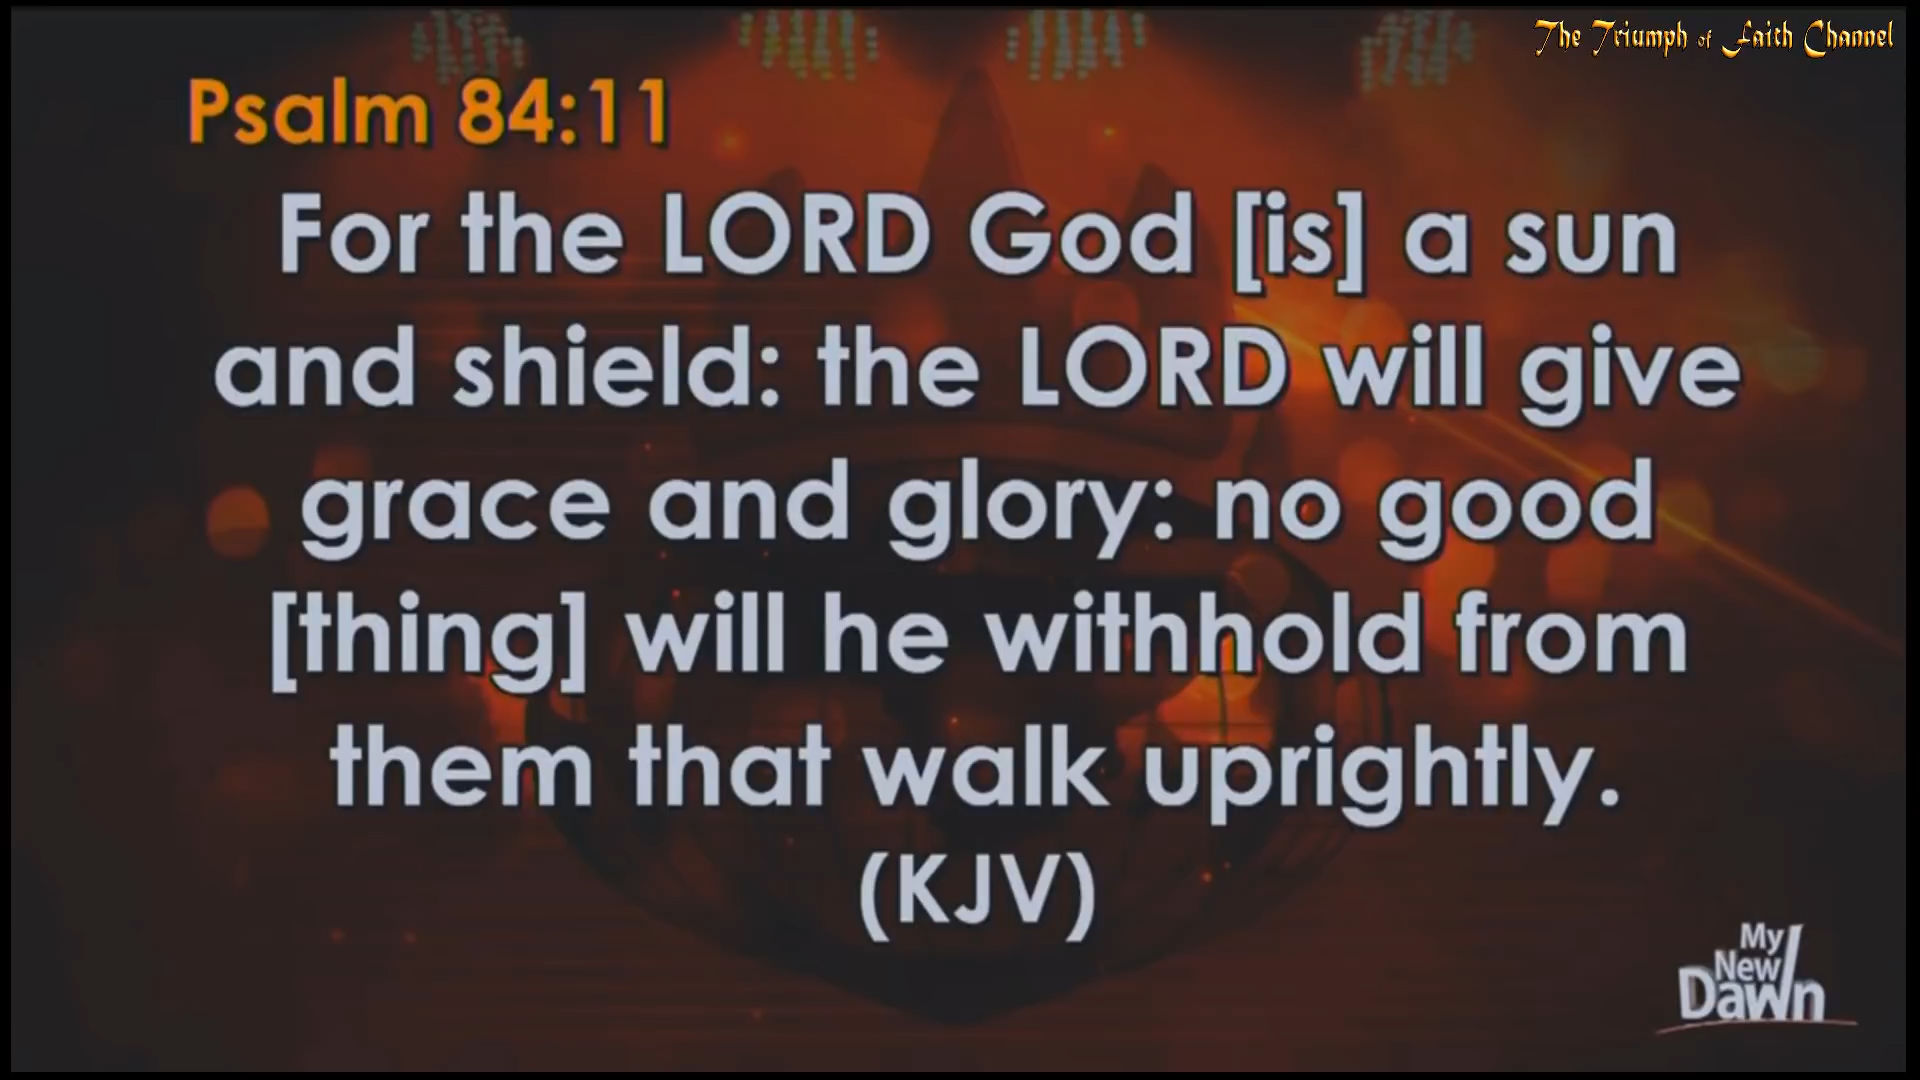 The Triumph of Faith Channel
Psalm 84:11
For the LORD God [is] a sun
and shield: the LORD will give
grace and glory: no good
[thing] will he withhold from
them that walk uprightly.
(KJV)
My
New
Dawn